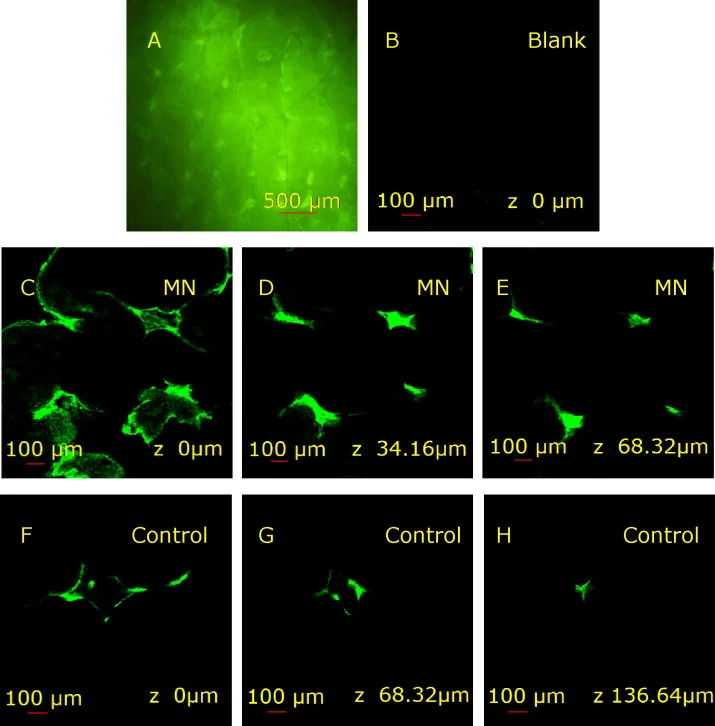 A
500 µm
B Blank
100 µm z 0 µm
C MN
100 µm z 0µm
D MN
100 µm z 34.16µm
E MN
100 µm z 68.32µm
F Control
100 µm z 0µm
G Control
100 µm z 68.32µm
H Control
100 µm z 136.64µm